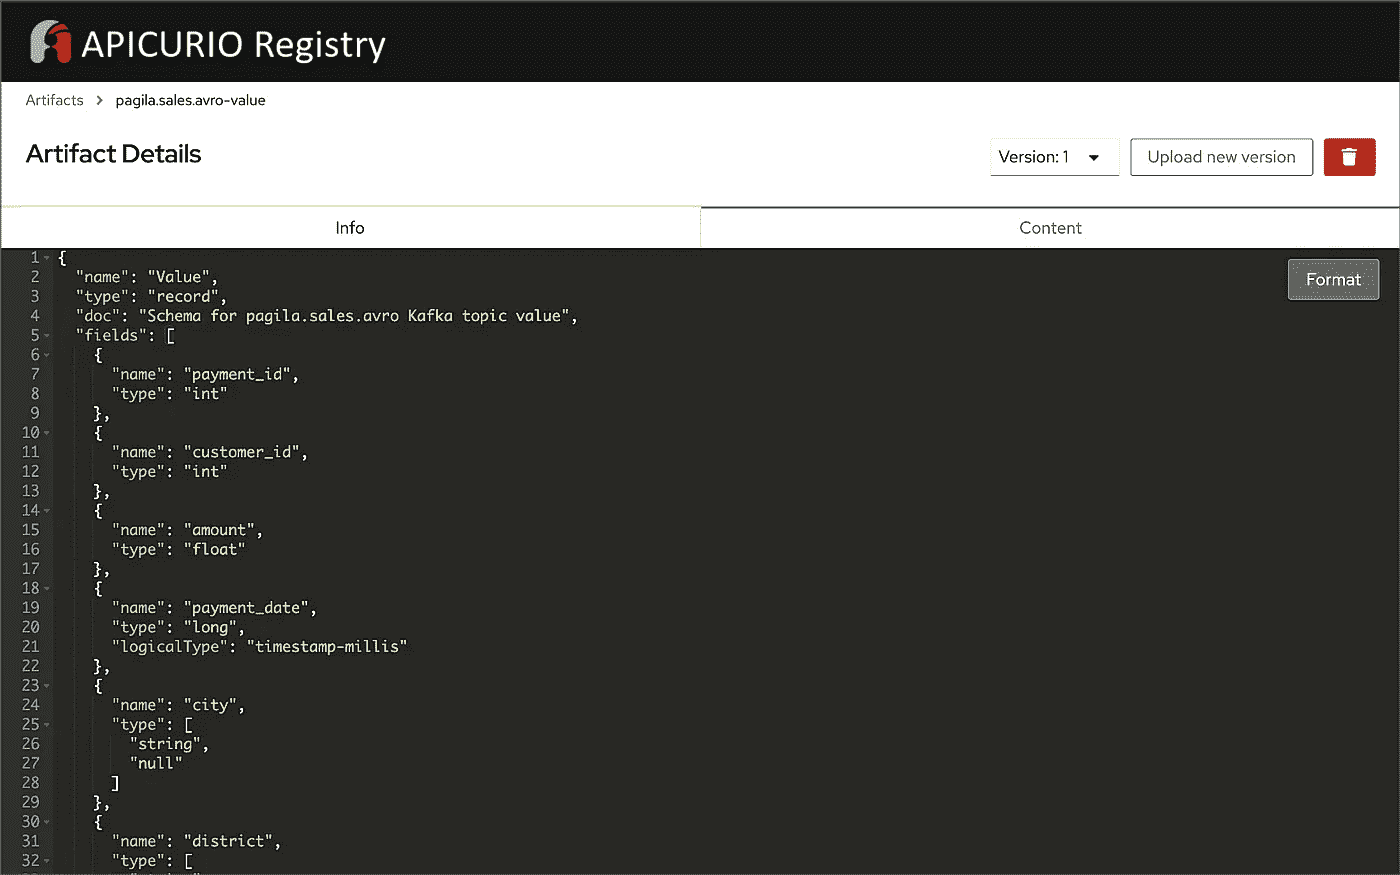 APICURIO Registry
Artifacts > pagila.sales.avro-value
Artifact Details
Version: 1
Upload new version
Info
Content
Format
1 {
2 "name": "Value",
3 "type": "record",
4 "doc": "Schema for pagila.sales.avro Kafka topic value",
5 "fields": [
6 {
7 "name": "payment_id",
8 "type": "int"
9 },
10 {
11 "name": "customer_id",
12 "type": "int"
13 },
14 {
15 "name": "amount",
16 "type": "float"
17 },
18 {
19 "name": "payment_date",
20 "type": "long",
21 "logicalType": "timestamp-millis"
22 },
23 {
24 "name": "city",
25 "type": [
26 "string",
27 "null"
28 ]
29 },
30 {
31 "name": "district",
32 "type": [